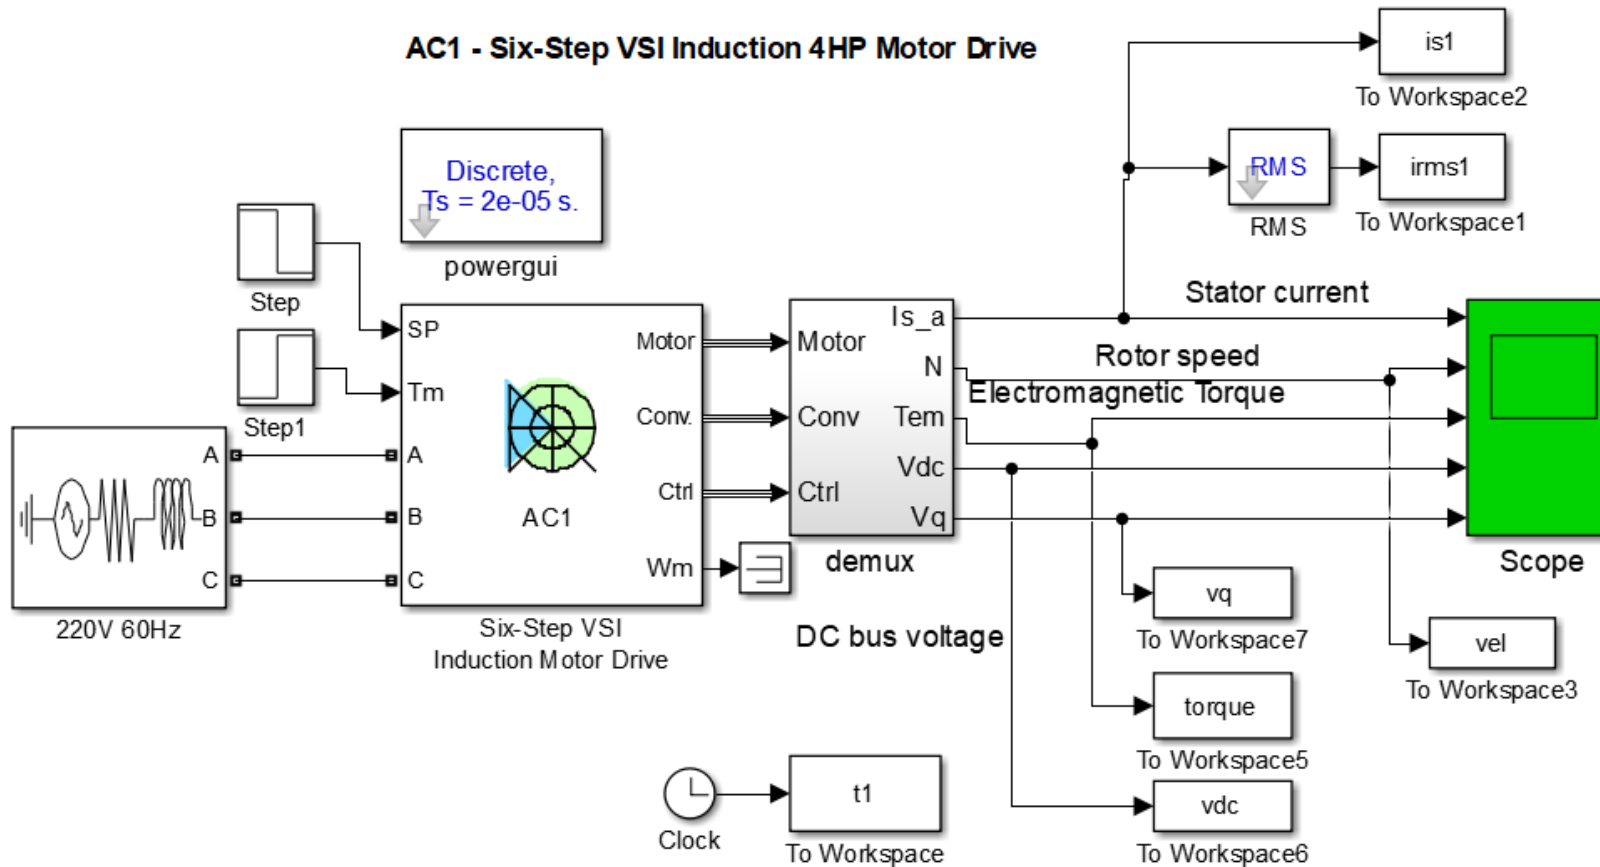 AC1 - Six-Step VSI Induction 4HP Motor Drive
is1
To Workspace2
Discrete,
Ts = 2e-05 s.
powergui
RMS
RMS
irms1
To Workspace1
Step
Step1
SP
Tm
A
B
C
A
B
C
220V 60Hz
AC1
Motor
Conv.
Ctrl
Wm
Six-Step VSI
Induction Motor Drive
Motor
Conv
Ctrl
Is_a
N
Tem
Vdc
Vq
demux
Stator current
Rotor speed
Electromagnetic Torque
DC bus voltage
Scope
vq
To Workspace7
vel
To Workspace3
torque
To Workspace5
vdc
To Workspace6
Clock
t1
To Workspace